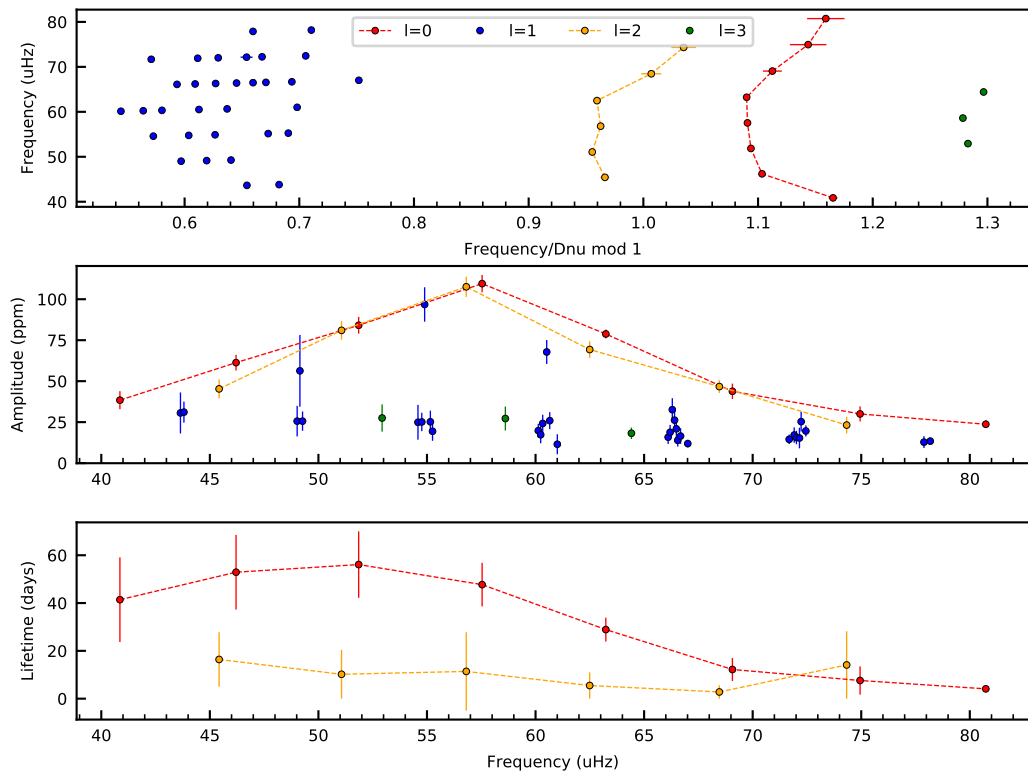 l=0 l=1 l=2 l=3
Frequency (uHz)
80
70
60
50
40
0.6 0.7 0.8 0.9 1.0 1.1 1.2 1.3
Frequency/Dnu mod 1
Amplitude (ppm)
100
75
50
25
0
40 45 50 55 60 65 70 75 80
Lifetime (days)
60
40
20
0
40 45 50 55 60 65 70 75 80
Frequency (uHz)